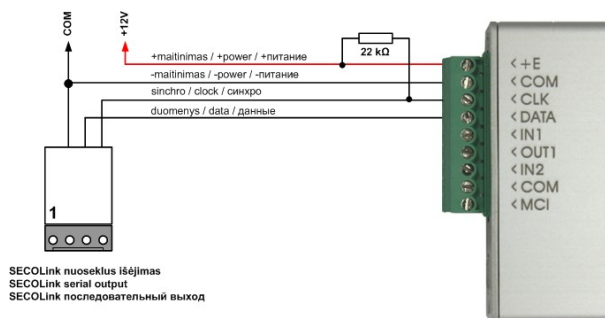 COM
+12V
+maitinimas / +power / +питание
22 kΩ
-maitinimas / -power / -питание
sinchro / clock / синхро
duomenys / data / данные
<+E
<COM
<CLK
<DATA
<IN1
<OUT1
<IN2
<COM
<MCI
1
SECOLink nuoseklus išėjimas
SECOLink serial output
SECOLink последовательный выход